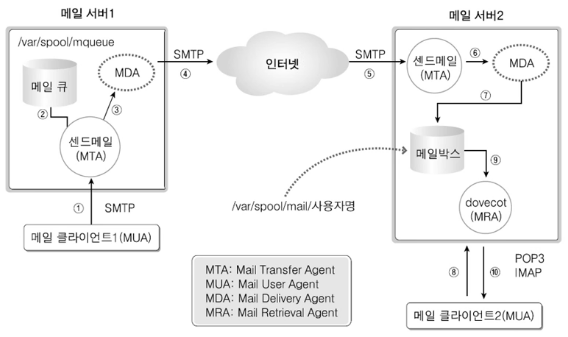 메일 서버1
/var/spool/mqueue
메일 큐
MDA
②
③
센드메일
(MTA)
①
SMTP
메일 클라이언트1(MUA)
SMTP
④
인터넷
SMTP
⑤
메일 서버2
센드메일
(MTA)
⑥
MDA
⑦
메일박스
⑨
dovecot
(MRA)
/var/spool/mail/사용자명
⑧
⑩
POP3
IMAP
메일 클라이언트2(MUA)
MTA: Mail Transfer Agent
MUA: Mail User Agent
MDA: Mail Delivery Agent
MRA: Mail Retrieval Agent